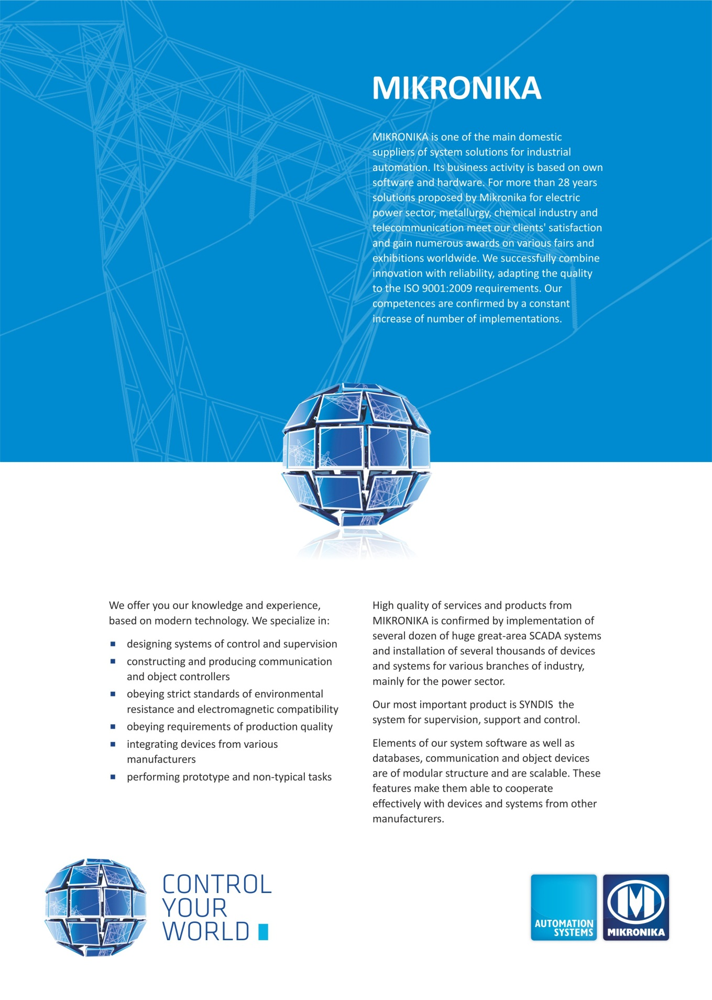 MIKRONIKA
MIKRONIKA is one of the main domestic
suppliers of system solutions for industrial
automation. Its business activity is based on own
software and hardware. For more than 28 years
solutions proposed by Mikronika for electric
power sector, metallurgy, chemical industry and
telecommunication meet our clients' satisfaction
and gain numerous awards on various fairs and
exhibitions worldwide. We successfully combine
innovation with reliability, adapting the quality
to the ISO 9001:2009 requirements. Our
competences are confirmed by a constant
increase of number of implementations.
We offer you our knowledge and experience,
based on modern technology. We specialize in:
■ designing systems of control and supervision
■ constructing and producing communication
and object controllers
■ obeying strict standards of environmental
resistance and electromagnetic compatibility
■ obeying requirements of production quality
■ integrating devices from various
manufacturers
■ performing prototype and non-typical tasks
High quality of services and products from
MIKRONIKA is confirmed by implementation of
several dozen of huge great-area SCADA systems
and installation of several thousands of devices
and systems for various branches of industry,
mainly for the power sector.
Our most important product is SYNDIS  the
system for supervision, support and control.
Elements of our system software as well as
databases, communication and object devices
are of modular structure and are scalable. These
features make them able to cooperate
effectively with devices and systems from other
manufacturers.
CONTROL
YOUR
WORLD
AUTOMATION
SYSTEMS
M
MIKRONIKA